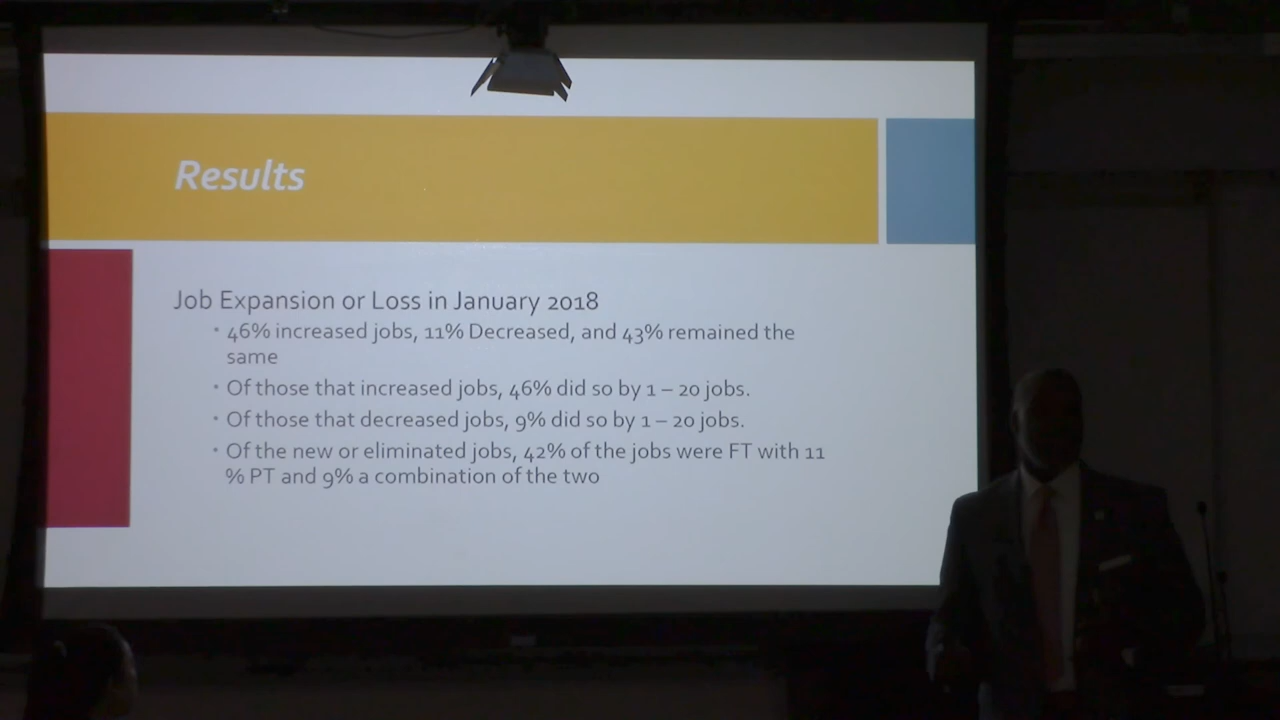 Results
Job Expansion or Loss in January 2018
• 46% increased jobs, 11% Decreased, and 43% remained the
same
• Of those that increased jobs, 46% did so by 1 – 20 jobs.
• Of those that decreased jobs, 9% did so by 1 – 20 jobs.
• Of the new or eliminated jobs, 42% of the jobs were FT with 11
% PT and 9% a combination of the two